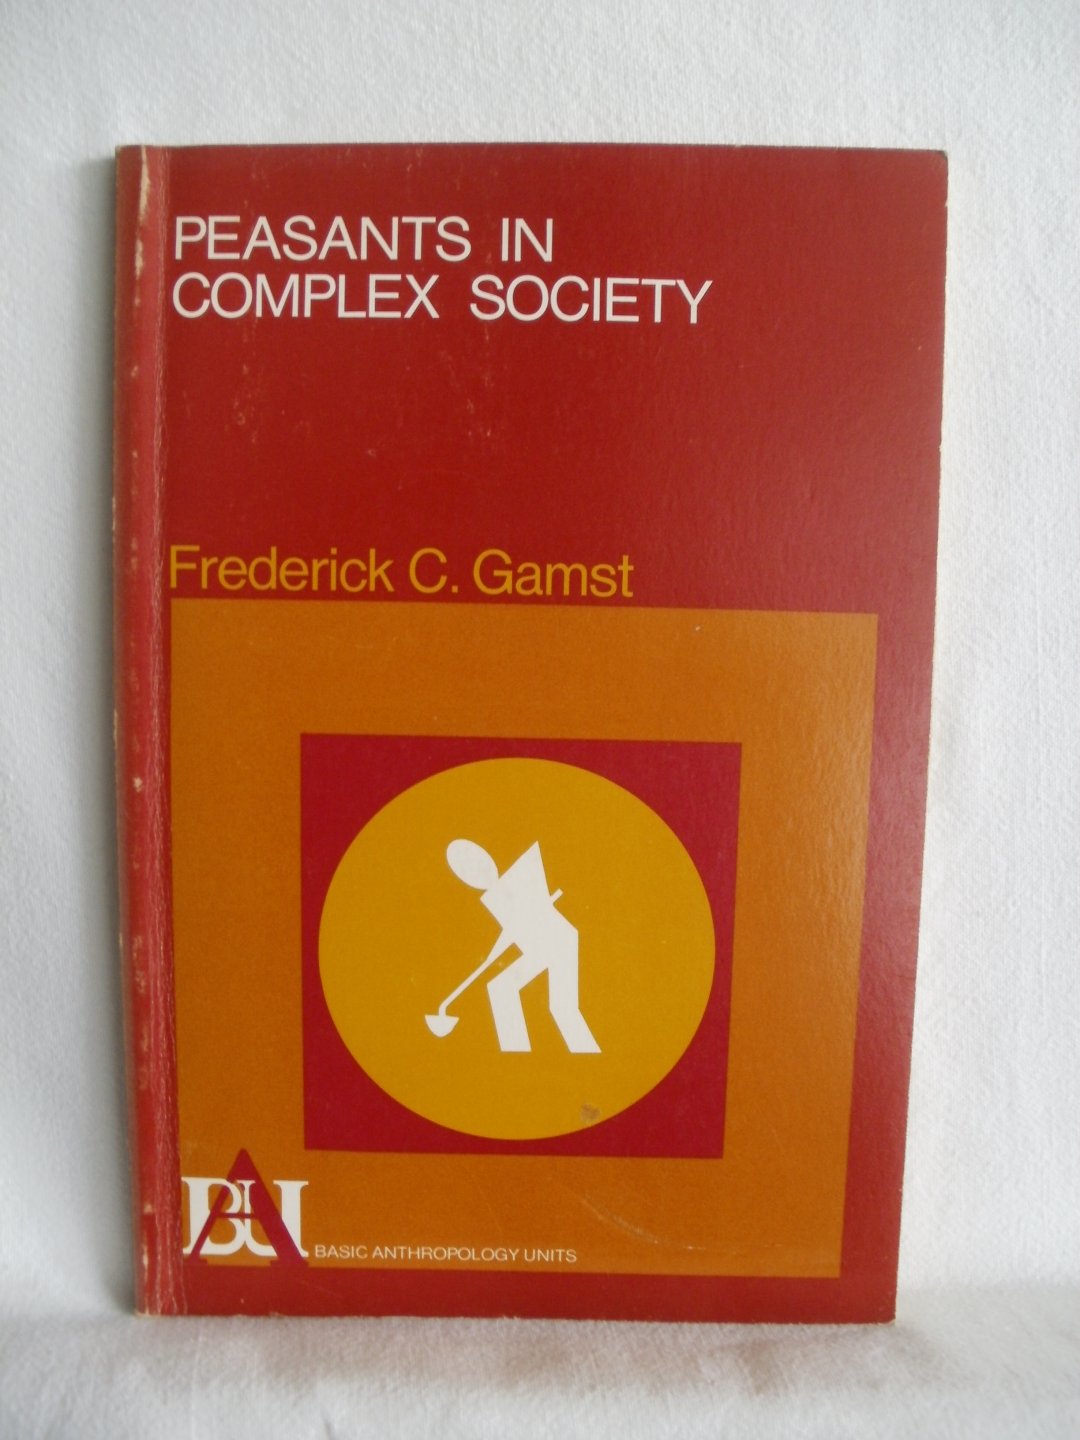 PEASANTS IN
COMPLEX SOCIETY
Frederick C. Gamst
BAU
BASIC ANTHROPOLOGY UNITS